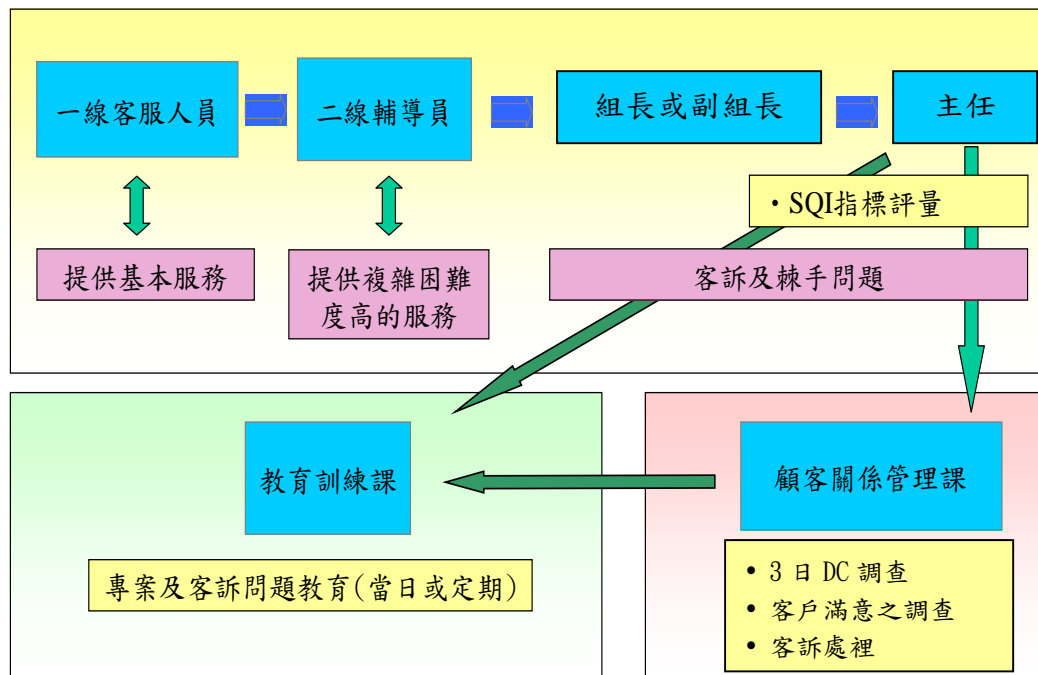 一線客服人員
二線輔導員
組長或副組長
主任
・SQI指標評量
提供基本服務
提供複雜困難
度高的服務
客訴及棘手問題
教育訓練課
顧客關係管理課
專案及客訴問題教育(當日或定期)
• 3 日 DC 調查
• 客戶滿意之調查
• 客訴處裡